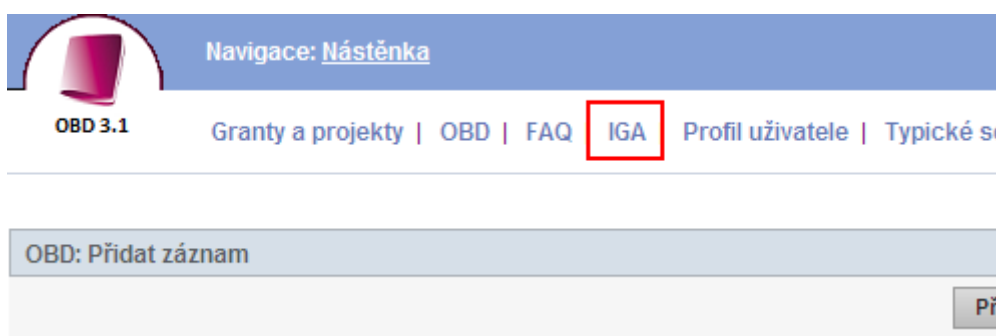 Navigace: Nástěnka
OBD 3.1
Granty a projekty | OBD | FAQ IGA Profil uživatele | Typické
OBD: Přidat záznam